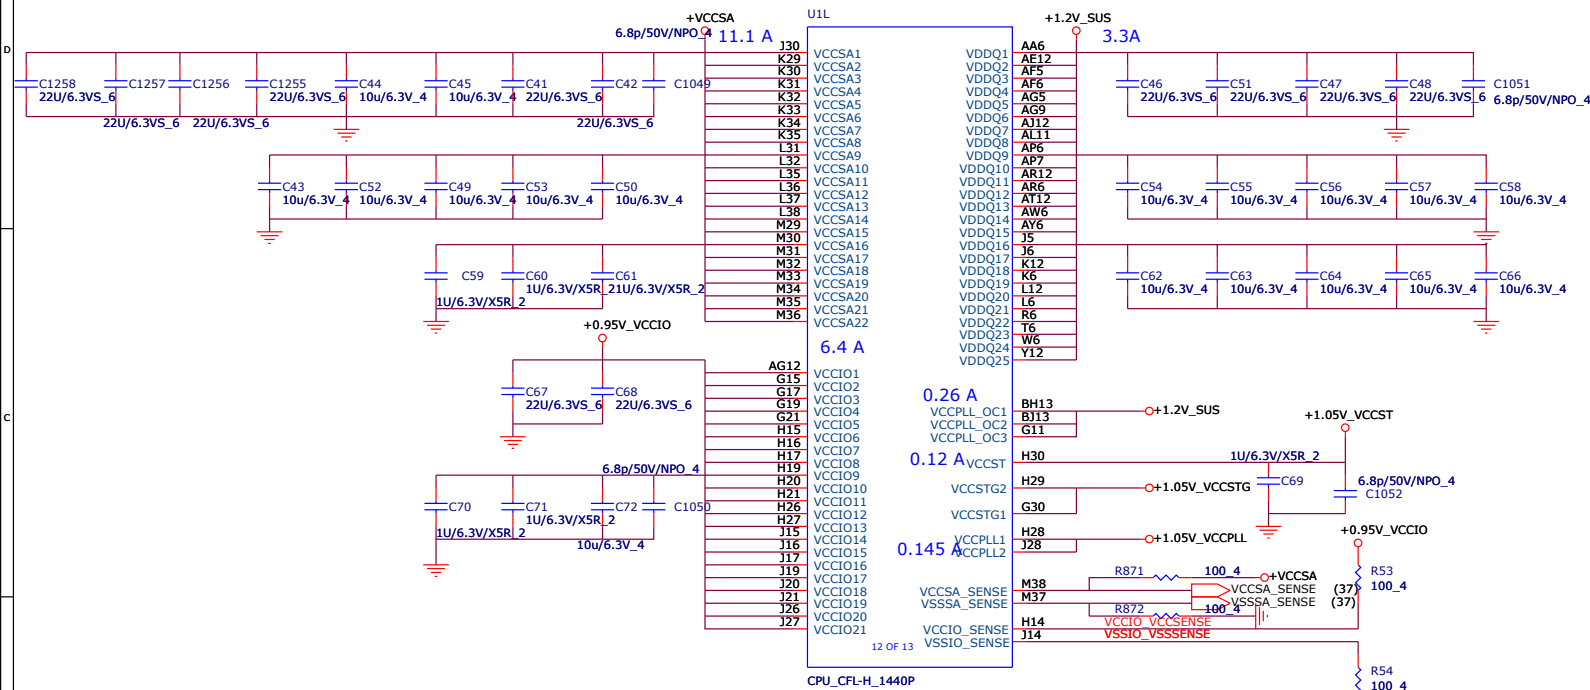 +VCCSA
6.8p/50V/NPO_4
11.1 A
U1L
+1.2V_SUS
3.3A
D
C1258
22U/6.3VS_6
C1257
22U/6.3VS_6
C1256
22U/6.3VS_6
C1255
22U/6.3VS_6
C44
10u/6.3V_4
C45
10u/6.3V_4
C41
22U/6.3VS_6
C42
22U/6.3VS_6
C1049
C43
10u/6.3V_4
C52
10u/6.3V_4
C49
10u/6.3V_4
C53
10u/6.3V_4
C50
10u/6.3V_4
C59
1U/6.3V/X5R_2
C60
1U/6.3V/X5R_2
C61
1U/6.3V/X5R_2
+0.95V_VCCIO
C67
22U/6.3VS_6
C68
22U/6.3VS_6
C
6.8p/50V/NPO_4
C70
1U/6.3V/X5R_2
C71
1U/6.3V/X5R_2
C72
10u/6.3V_4
C1050
J30 VCCSA1
K29 VCCSA2
K30 VCCSA3
K31 VCCSA4
K32 VCCSA5
K33 VCCSA6
K34 VCCSA7
K35 VCCSA8
L31 VCCSA9
L32 VCCSA10
L35 VCCSA11
L36 VCCSA12
L37 VCCSA13
L38 VCCSA14
M29 VCCSA15
M30 VCCSA16
M31 VCCSA17
M32 VCCSA18
M33 VCCSA19
M34 VCCSA20
M35 VCCSA21
M36 VCCSA22
6.4 A
AG12 VCCIO1
G15 VCCIO2
G17 VCCIO3
G19 VCCIO4
G21 VCCIO5
H15 VCCIO6
H16 VCCIO7
H17 VCCIO8
H19 VCCIO9
H20 VCCIO10
H21 VCCIO11
H26 VCCIO12
H27 VCCIO13
J15 VCCIO14
J16 VCCIO15
J17 VCCIO16
J19 VCCIO17
J20 VCCIO18
J21 VCCIO19
J26 VCCIO20
J27 VCCIO21
VDDQ1 AA6
VDDQ2 AE12
VDDQ3 AF5
VDDQ4 AF6
VDDQ5 AG5
VDDQ6 AG9
VDDQ7 AJ12
VDDQ8 AL11
VDDQ9 AP6
VDDQ10 AP7
VDDQ11 AR12
VDDQ12 AR6
VDDQ13 AT12
VDDQ14 AW6
VDDQ15 AY6
VDDQ16 J5
VDDQ17 J6
VDDQ18 K12
VDDQ19 K6
VDDQ20 L12
VDDQ21 L6
VDDQ22 R6
VDDQ23 T6
VDDQ24 W6
VDDQ25 Y12
0.26 A
VCCPLL_OC1 BH13
VCCPLL_OC2 BJ13
VCCPLL_OC3 G11
+1.2V_SUS
0.12 A
VCCST H30
VCCSTG2 H29
+1.05V_VCCSTG
VCCSTG1 G30
VCCPLL1 H28
+1.05V_VCCPLL
0.145 A
VCCPLL2 J28
VCCSA_SENSE M38
VSSSA_SENSE M37
VCCIO_SENSE H14
VSSIO_SENSE J14
12 OF 13
CPU_CFL-H_1440P
C46
22U/6.3VS_6
C51
22U/6.3VS_6
C47
22U/6.3VS_6
C48
22U/6.3VS_6
C1051
6.8p/50V/NPO_4
C54
10u/6.3V_4
C55
10u/6.3V_4
C56
10u/6.3V_4
C57
10u/6.3V_4
C58
10u/6.3V_4
C62
10u/6.3V_4
C63
10u/6.3V_4
C64
10u/6.3V_4
C65
10u/6.3V_4
C66
10u/6.3V_4
+1.05V_VCCST
1U/6.3V/X5R_2
C69
6.8p/50V/NPO_4
C1052
+0.95V_VCCIO
R871
100_4
+VCCSA
VCCSA_SENSE (37)
VSSSA_SENSE (37)
R53
100_4
R872
100_4
VCCIO_VCCSENSE
VSSIO_VSSSENSE
R54
100_4